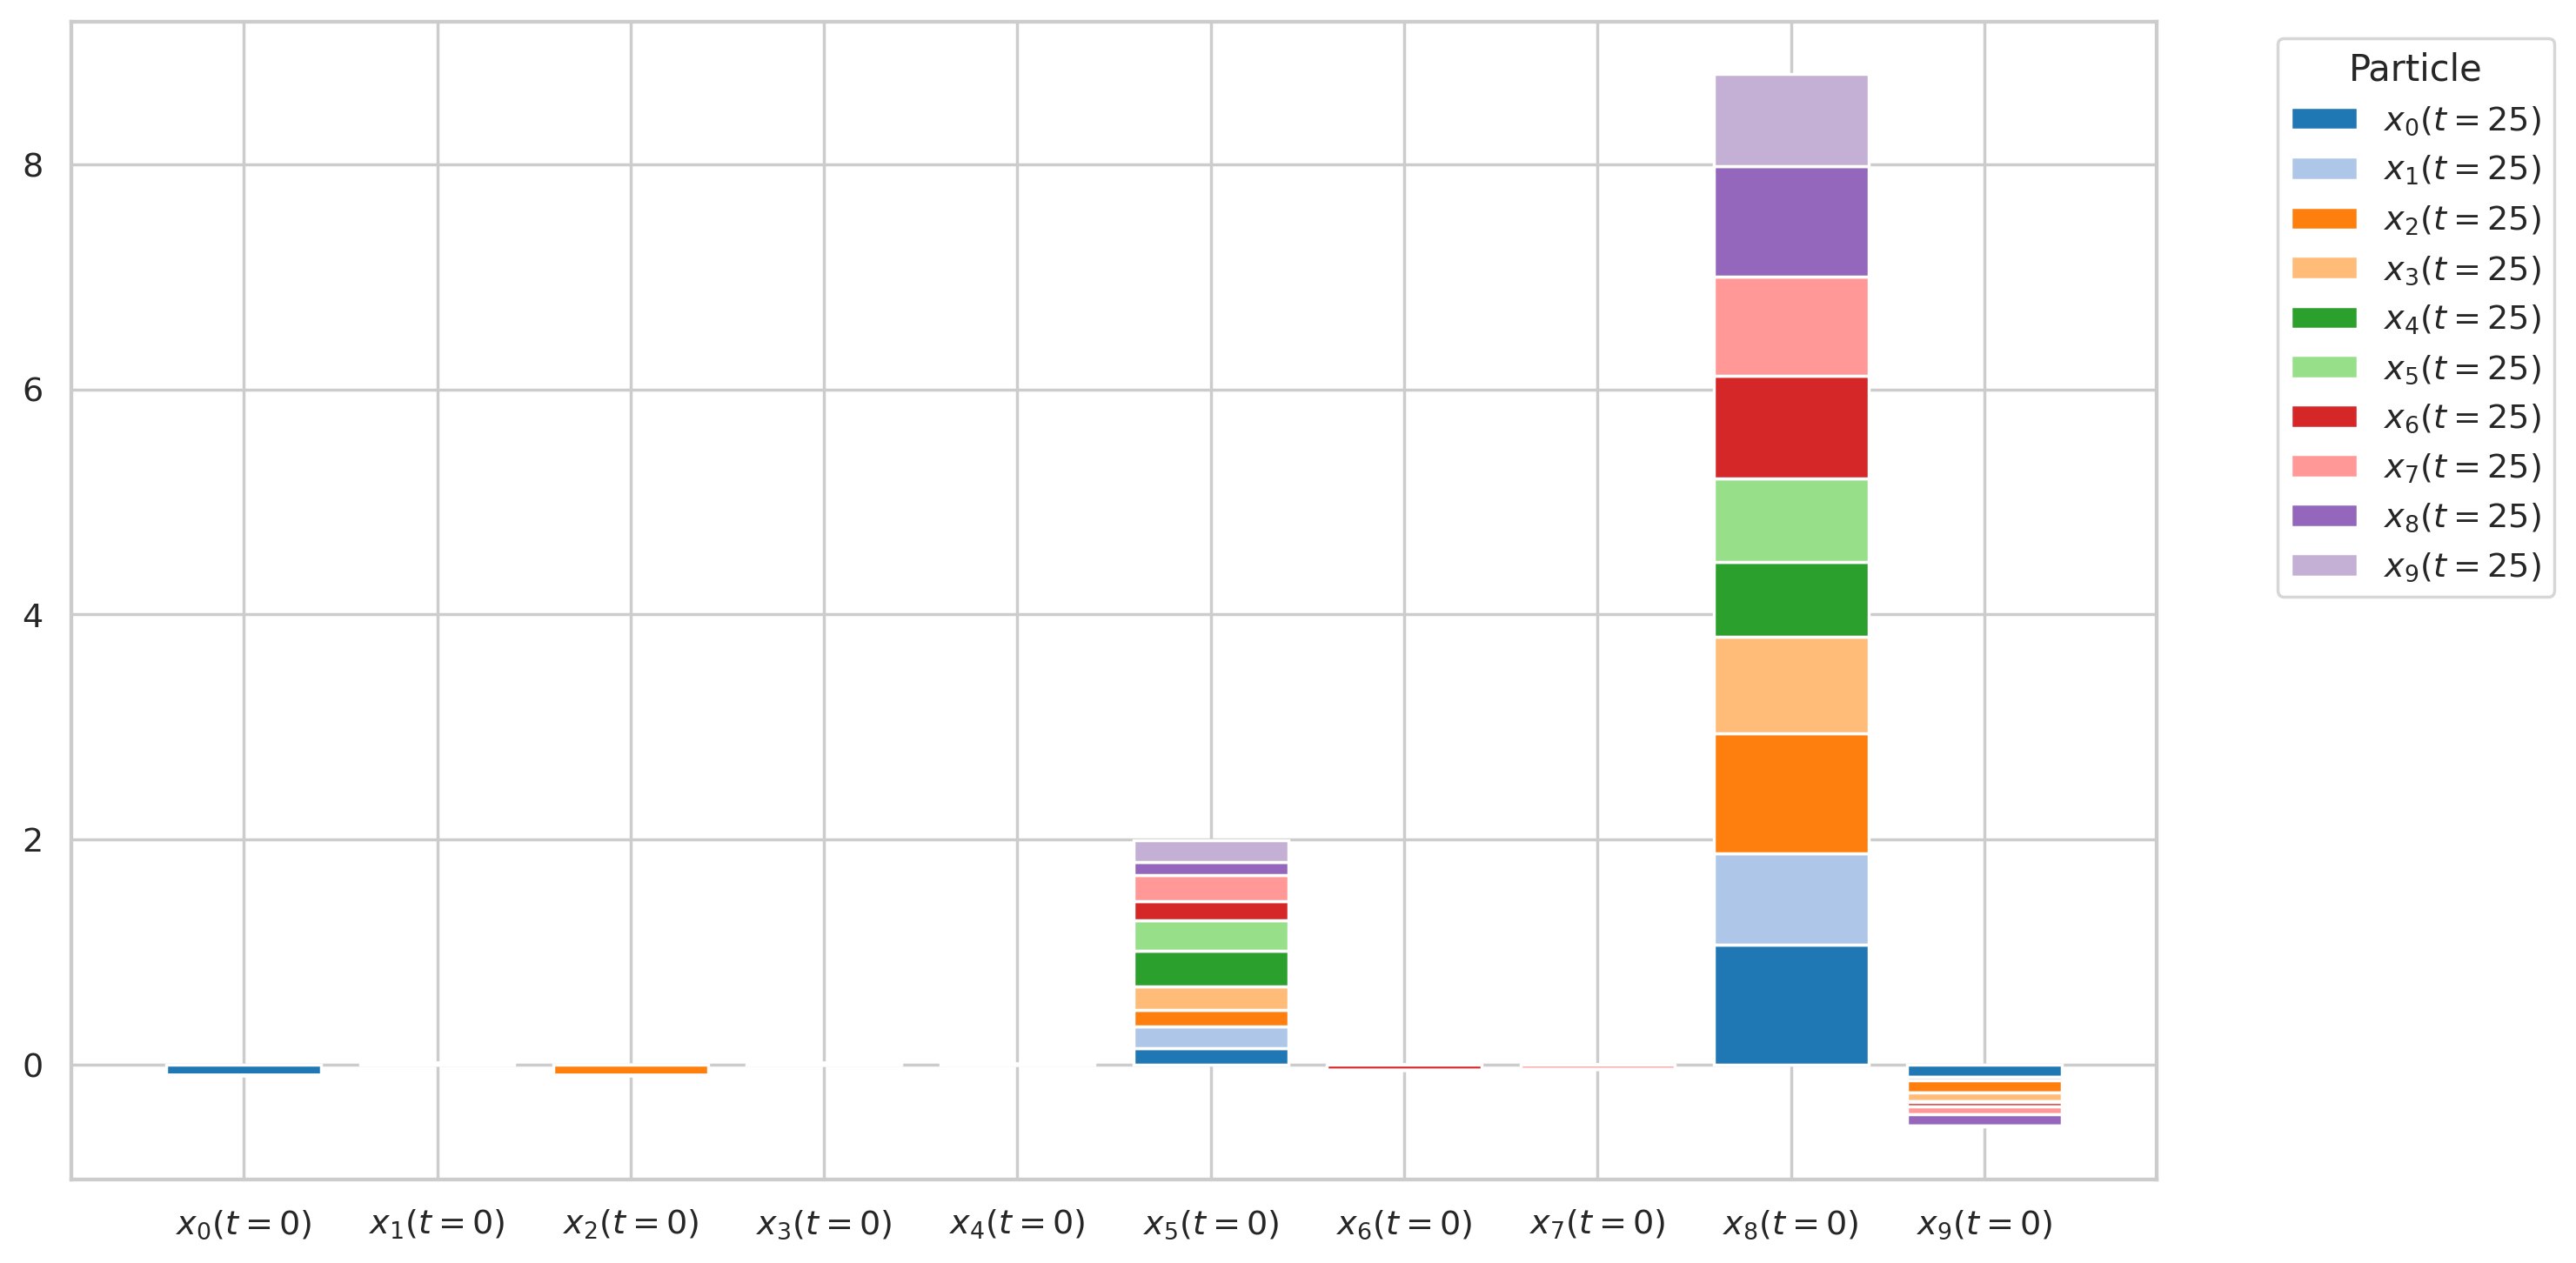 8
6
4
2
0
x₀(t = 0) x₁(t = 0) x₂(t = 0) x₃(t = 0) x₄(t = 0) x₅(t = 0) x₆(t = 0) x₇(t = 0) x₈(t = 0) x₉(t = 0)
Particle
x₀(t = 25)
x₁(t = 25)
x₂(t = 25)
x₃(t = 25)
x₄(t = 25)
x₅(t = 25)
x₆(t = 25)
x₇(t = 25)
x₈(t = 25)
x₉(t = 25)